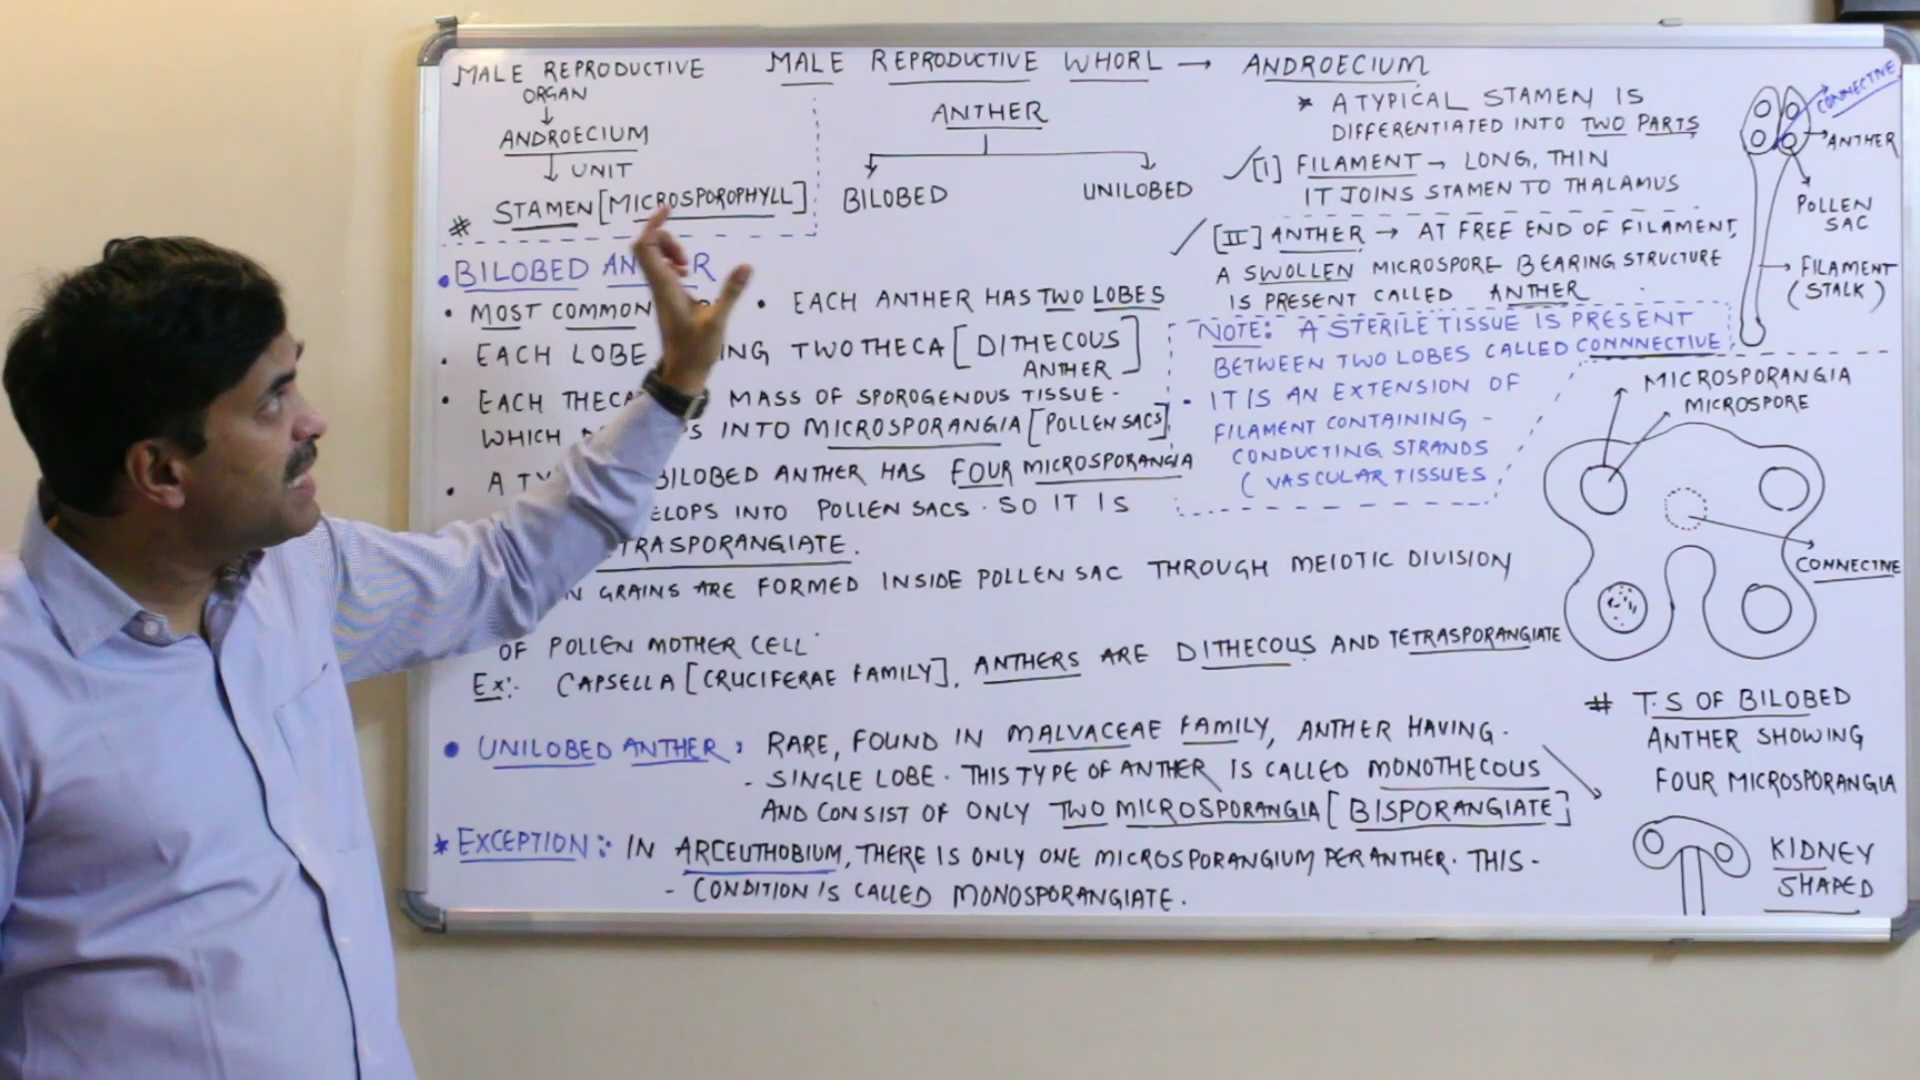 MALE REPRODUCTIVE
ORGAN
ANDROECIUM
UNIT
# STAMEN [MICROSPOROPHYLL]
MALE REPRODUCTIVE WHORL → ANDROECIUM
ANTHER
BILOBED
UNILOBED
* A TYPICAL STAMEN IS
DIFFERENTIATED INTO TWO PARTS
[I] FILAMENT → LONG, THIN
IT JOINS STAMEN TO THALAMUS
[II] ANTHER → AT FREE END OF FILAMENT,
A SWOLLEN MICROSPORE BEARING STRUCTURE
IS PRESENT CALLED ANTHER
CONNECTIVE
ANTHER
POLLEN
SAC
FILAMENT
(STALK)
• BILOBED
• MOST COMMON
• EACH ANTHER HAS TWO LOBES
• EACH LOBE TWO THECA [DITHECOUS
ANTHER]
• EACH THECA MASS OF SPOROGENOUS TISSUE -
WHICH INTO MICROSPORANGIA [POLLEN SACS]
• A BILOBED ANTHER HAS FOUR MICROSPORANGIA
INTO POLLEN SACS. SO IT IS
GRAINS ARE FORMED INSIDE POLLEN SAC THROUGH MEIOTIC DIVISION
OF POLLEN MOTHER CELL.
Ex:- CAPSELLA [CRUCIFERAE FAMILY], ANTHERS ARE DITHECOUS AND TETRASPORANGIATE
NOTE: A STERILE TISSUE IS PRESENT
BETWEEN TWO LOBES CALLED CONNNECTIVE
• IT IS AN EXTENSION OF
FILAMENT CONTAINING -
CONDUCTING STRANDS
( VASCULAR TISSUES
MICROSPORANGIA
MICROSPORE
CONNECTIVE
# T.S OF BILOBED
ANTHER SHOWING
FOUR MICROSPORANGIA
• UNILOBED ANTHER: RARE, FOUND IN MALVACEAE FAMILY, ANTHER HAVING -
- SINGLE LOBE. THIS TYPE OF ANTHER IS CALLED MONOTHECOUS
AND CONSIST OF ONLY TWO MICROSPORANGIA [BISPORANGIATE]
* EXCEPTION:- IN ARCEUTHOBIUM, THERE IS ONLY ONE MICROSPORANGIUM PER ANTHER. THIS -
- CONDITION IS CALLED MONOSPORANGIATE.
KIDNEY
SHAPED